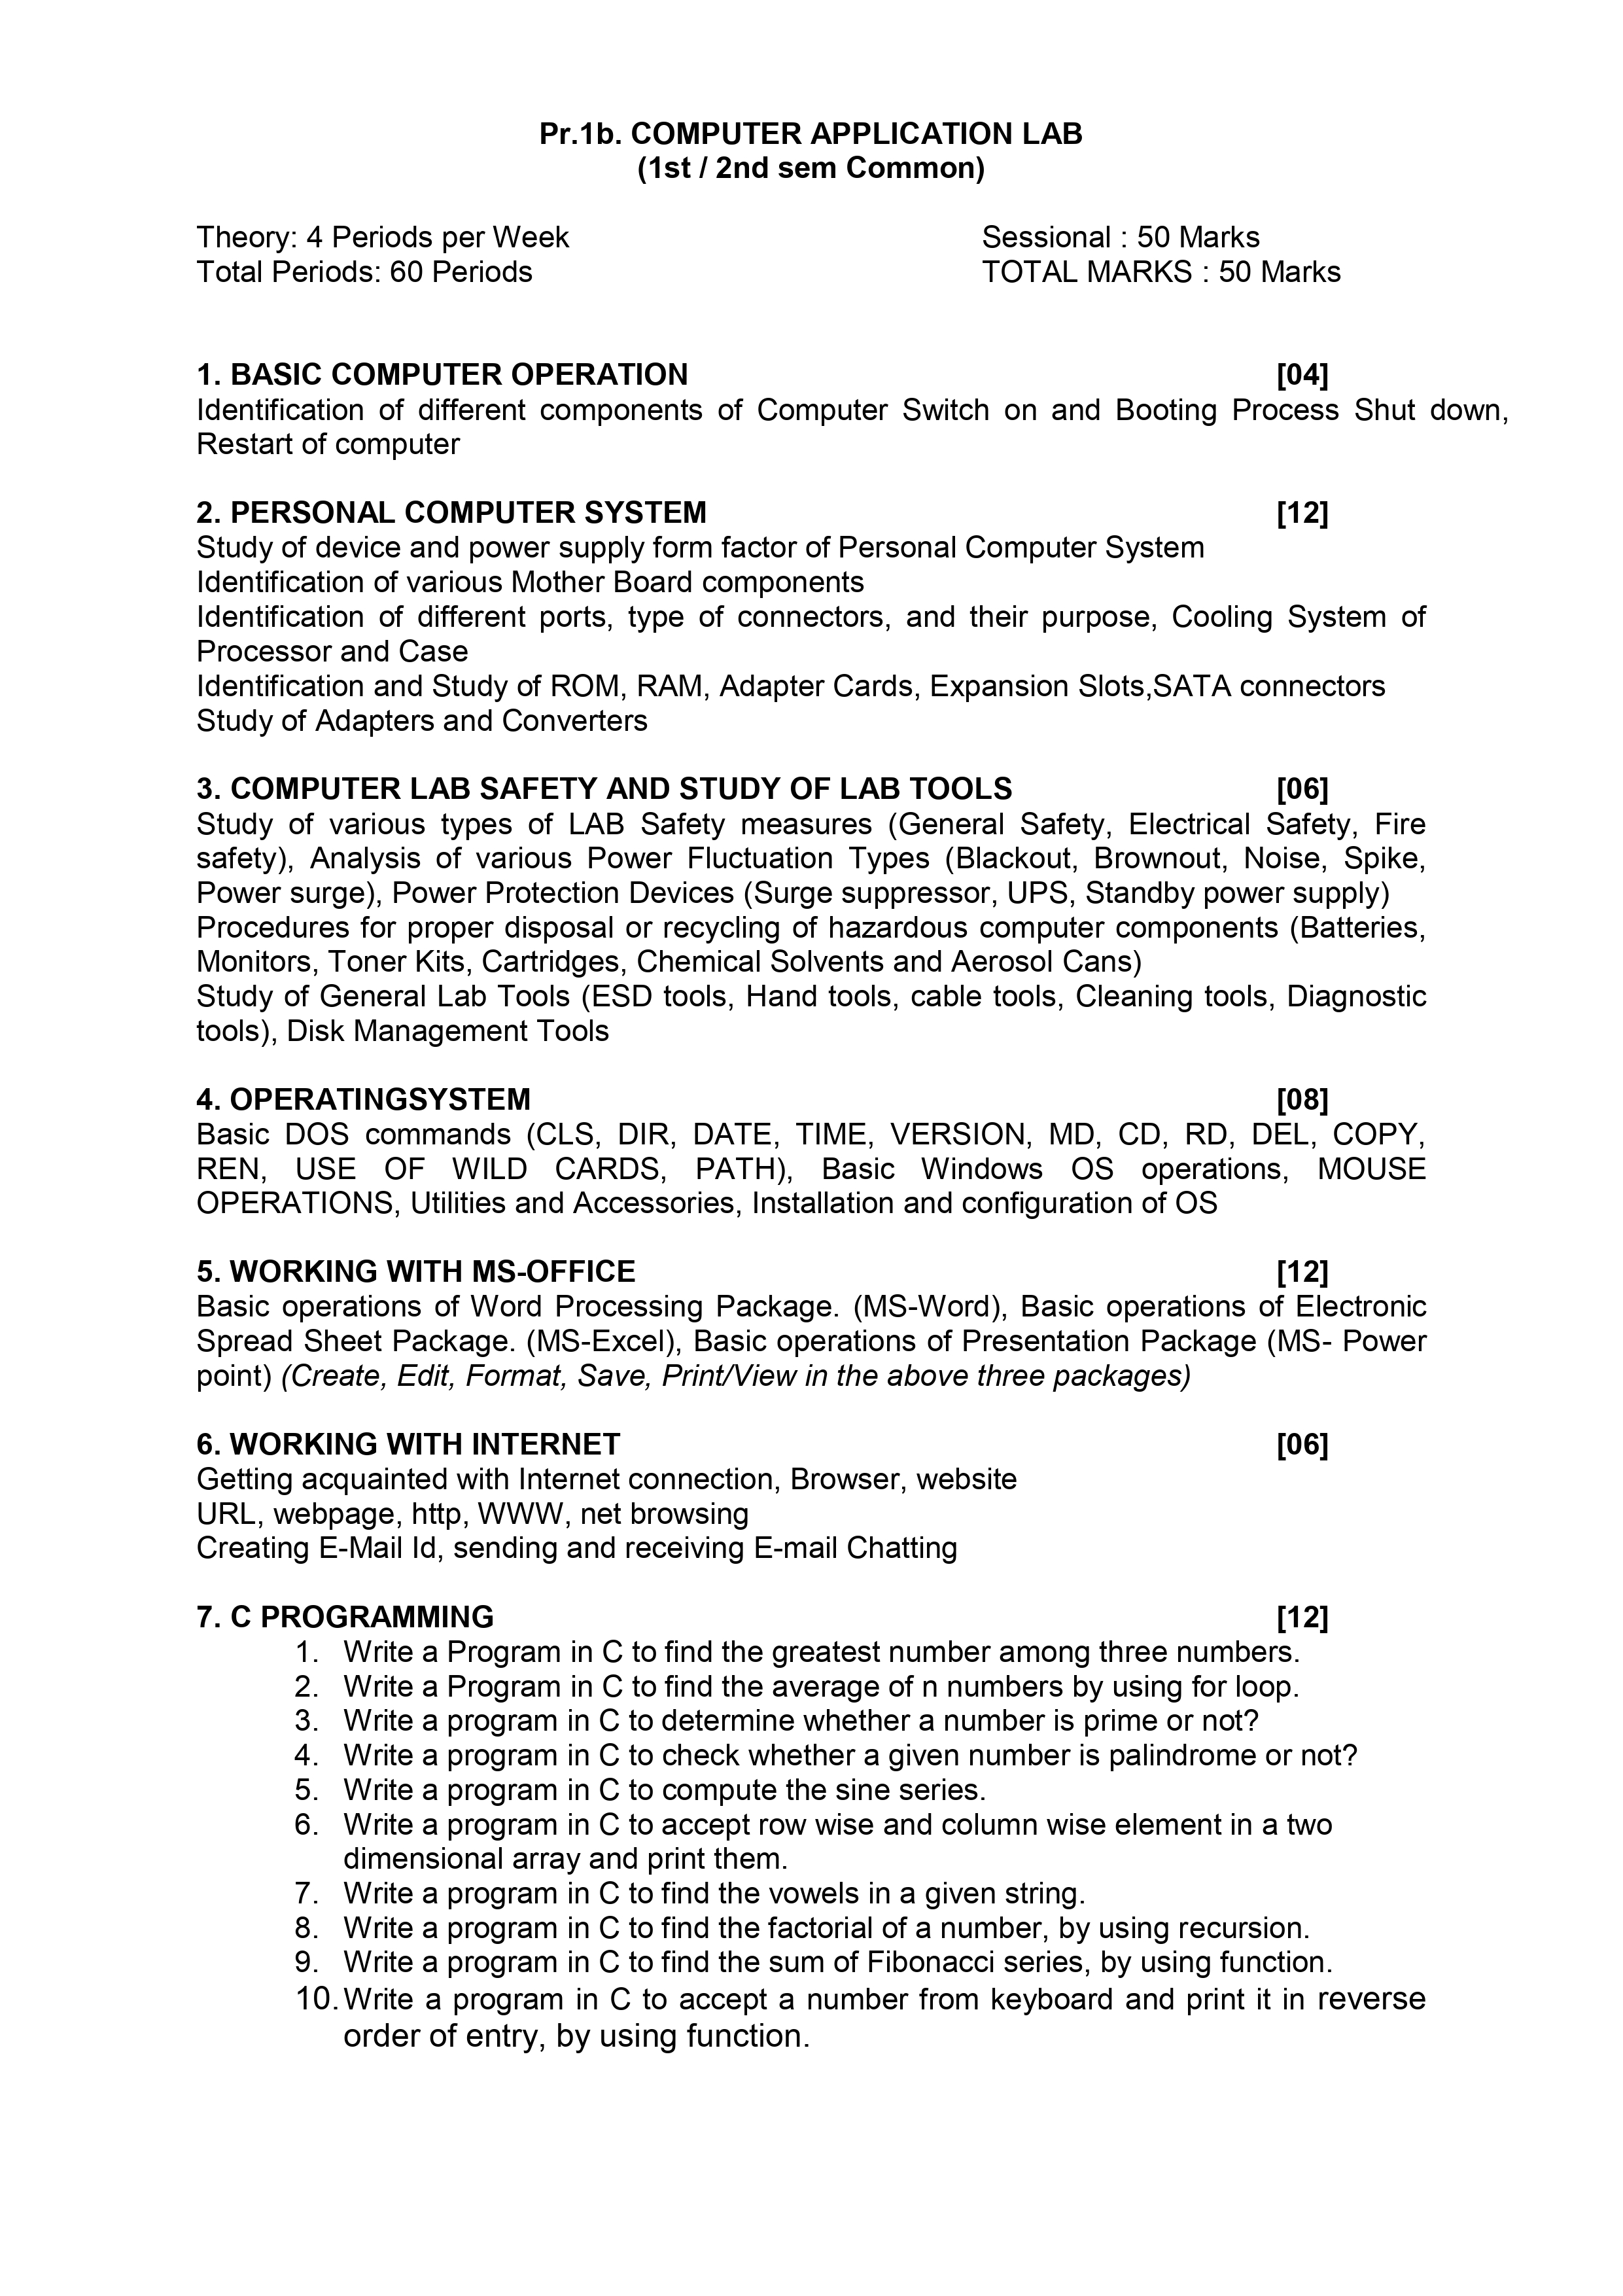 Pr.1b. COMPUTER APPLICATION LAB
(1st / 2nd sem Common)
Theory: 4 Periods per Week Sessional : 50 Marks
Total Periods: 60 Periods TOTAL MARKS : 50 Marks
1. BASIC COMPUTER OPERATION [04]
Identification of different components of Computer Switch on and Booting Process Shut down,
Restart of computer
2. PERSONAL COMPUTER SYSTEM [12]
Study of device and power supply form factor of Personal Computer System
Identification of various Mother Board components
Identification of different ports, type of connectors, and their purpose, Cooling System of
Processor and Case
Identification and Study of ROM, RAM, Adapter Cards, Expansion Slots,SATA connectors
Study of Adapters and Converters
3. COMPUTER LAB SAFETY AND STUDY OF LAB TOOLS [06]
Study of various types of LAB Safety measures (General Safety, Electrical Safety, Fire
safety), Analysis of various Power Fluctuation Types (Blackout, Brownout, Noise, Spike,
Power surge), Power Protection Devices (Surge suppressor, UPS, Standby power supply)
Procedures for proper disposal or recycling of hazardous computer components (Batteries,
Monitors, Toner Kits, Cartridges, Chemical Solvents and Aerosol Cans)
Study of General Lab Tools (ESD tools, Hand tools, cable tools, Cleaning tools, Diagnostic
tools), Disk Management Tools
4. OPERATINGSYSTEM [08]
Basic DOS commands (CLS, DIR, DATE, TIME, VERSION, MD, CD, RD, DEL, COPY,
REN, USE OF WILD CARDS, PATH), Basic Windows OS operations, MOUSE
OPERATIONS, Utilities and Accessories, Installation and configuration of OS
5. WORKING WITH MS-OFFICE [12]
Basic operations of Word Processing Package. (MS-Word), Basic operations of Electronic
Spread Sheet Package. (MS-Excel), Basic operations of Presentation Package (MS- Power
point) (Create, Edit, Format, Save, Print/View in the above three packages)
6. WORKING WITH INTERNET [06]
Getting acquainted with Internet connection, Browser, website
URL, webpage, http, WWW, net browsing
Creating E-Mail Id, sending and receiving E-mail Chatting
7. C PROGRAMMING [12]
1. Write a Program in C to find the greatest number among three numbers.
2. Write a Program in C to find the average of n numbers by using for loop.
3. Write a program in C to determine whether a number is prime or not?
4. Write a program in C to check whether a given number is palindrome or not?
5. Write a program in C to compute the sine series.
6. Write a program in C to accept row wise and column wise element in a two
dimensional array and print them.
7. Write a program in C to find the vowels in a given string.
8. Write a program in C to find the factorial of a number, by using recursion.
9. Write a program in C to find the sum of Fibonacci series, by using function.
10. Write a program in C to accept a number from keyboard and print it in reverse
order of entry, by using function.